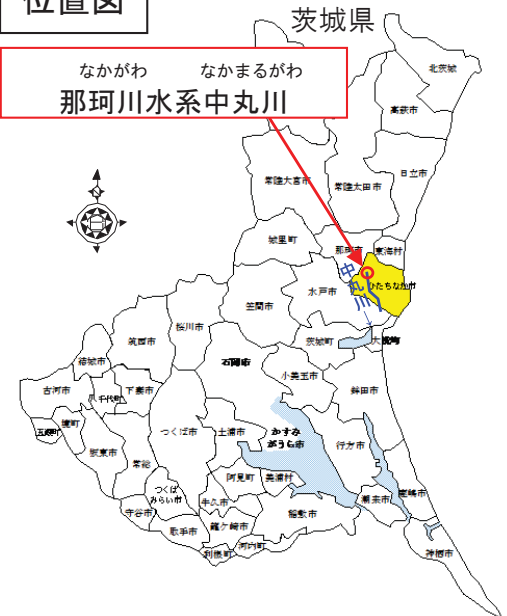 位置図
茨城県
なかがわ　なかまるがわ
那珂川水系中丸川
北茨城
高萩市
日立市
常陸大宮市
常陸太田市
城里町
那珂市
東海村
ひたちなか市
中丸川
水戸市
笠間市
桜川市
筑西市
結城市
茨城町
大洗町
石岡市
小美玉市
鉾田市
古河市
八千代町
下妻市
五霞町
境町
坂東市
常総
つくば市
土浦市
かすみ
がうら市
行方市
つくば
みらい市
阿見町
美浦村
牛久市
稲敷市
潮来市
鹿嶋市
守谷市
取手市
龍ケ崎市
利根町
河内町
神栖市